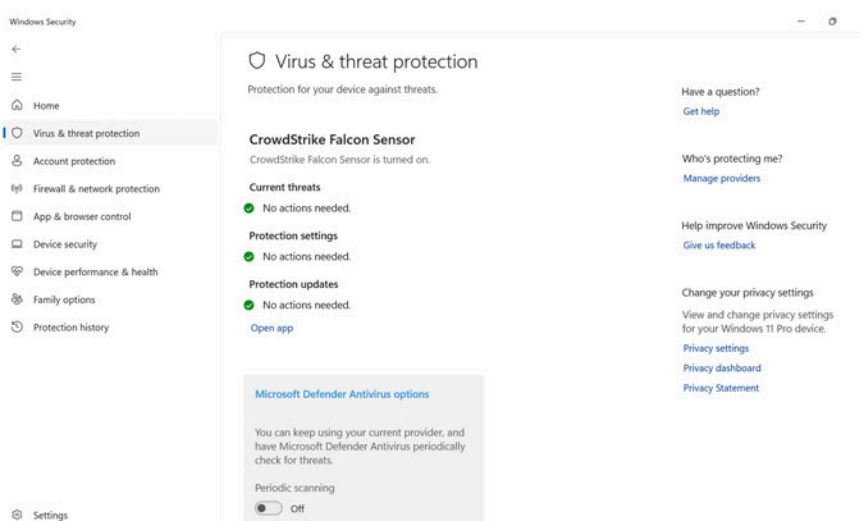 Windows Security
Home
Virus & threat protection
Account protection
Firewall & network protection
App & browser control
Device security
Device performance & health
Family options
Protection history
Settings
Virus & threat protection
Protection for your device against threats.
CrowdStrike Falcon Sensor
CrowdStrike Falcon Sensor is turned on.
Current threats
No actions needed.
Protection settings
No actions needed.
Protection updates
No actions needed.
Open app
Microsoft Defender Antivirus options
You can keep using your current provider, and
have Microsoft Defender Antivirus periodically
check for threats.
Periodic scanning
Off
Have a question?
Get help
Who's protecting me?
Manage providers
Help improve Windows Security
Give us feedback
Change your privacy settings
View and change privacy settings
for your Windows 11 Pro device.
Privacy settings
Privacy dashboard
Privacy Statement